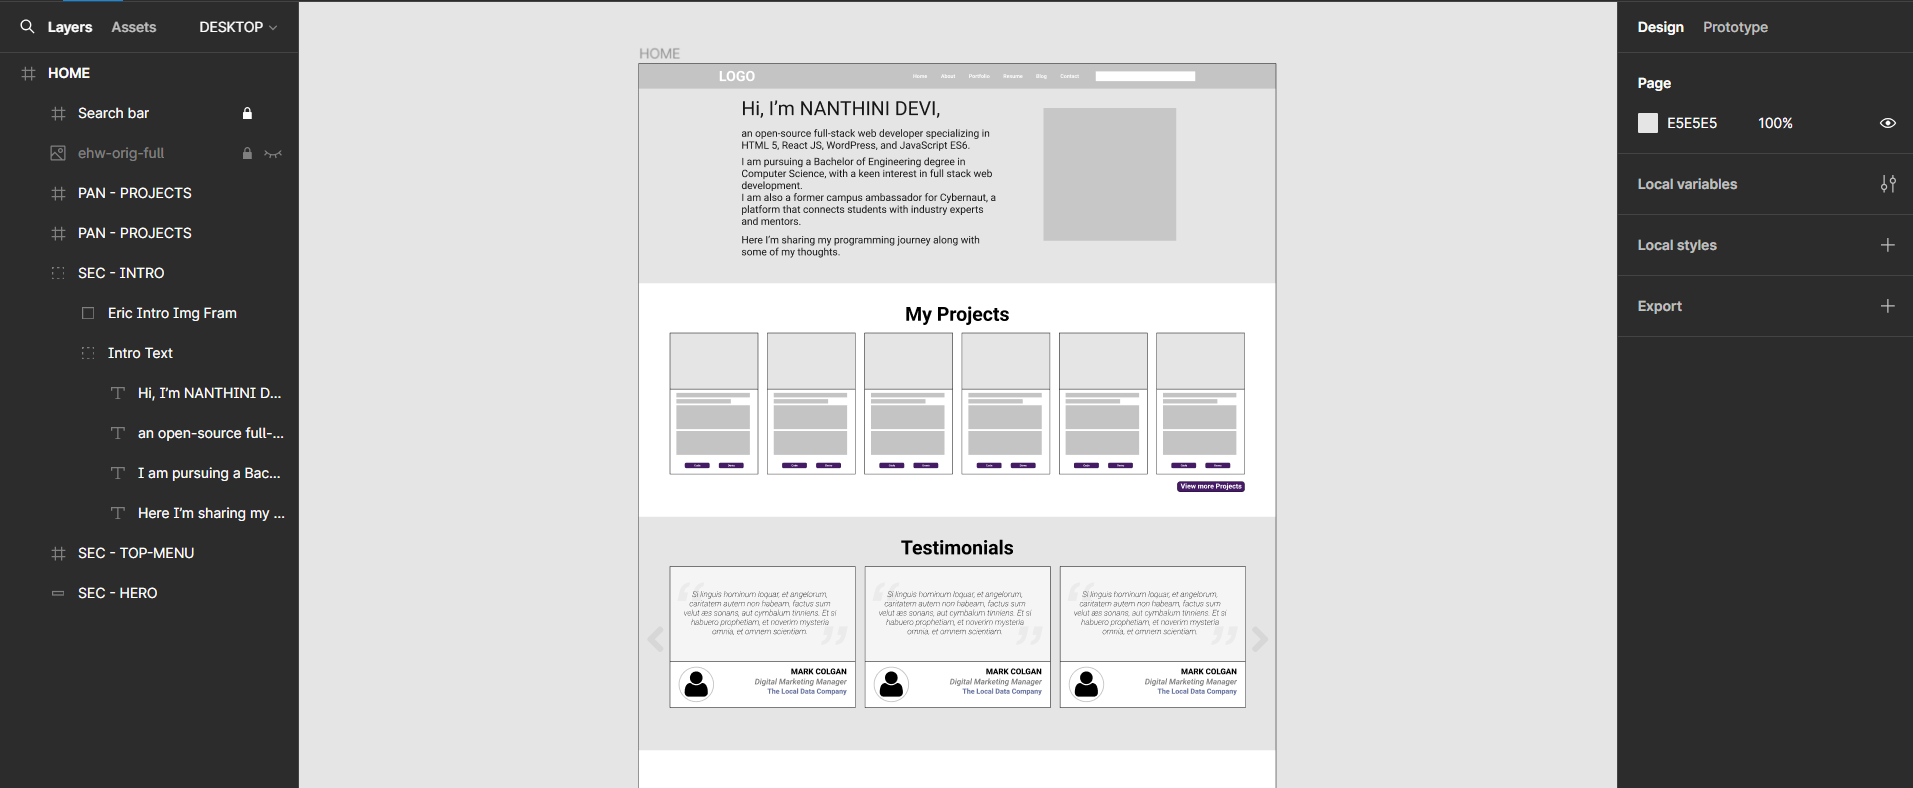 Layers
Assets
DESKTOP
HOME
Search bar
ehw-orig-full
PAN - PROJECTS
PAN - PROJECTS
SEC - INTRO
Eric Intro Img Fram
Intro Text
Hi, I'm NANTHINI D...
an open-source full-...
I am pursuing a Bac...
Here I'm sharing my ...
SEC - TOP-MENU
SEC - HERO
HOME
LOGO
Home About Portfolio Resume Blog Contact
Hi, I'm NANTHINI DEVI,
an open-source full-stack web developer specializing in
HTML 5, React JS, WordPress, and JavaScript ES6.
I am pursuing a Bachelor of Engineering degree in
Computer Science, with a keen interest in full stack web
development.
I am also a former campus ambassador for Cybernaut, a
platform that connects students with industry experts
and mentors.
Here I'm sharing my programming journey along with
some of my thoughts.
My Projects
Code Demo
Code Demo
Code Demo
Code Demo
Code Demo
Code Demo
View more Projects
Testimonials
“
Si linguis hominum loquar, et angelorum,
caritatem autem non habeam, factus sum
velut æs sonans, aut cymbalum tinniens. Et si
habuero prophetiam, et noverim mysteria
omnia, et omnem scientiam.
”
MARK COLGAN
Digital Marketing Manager
The Local Data Company
“
Si linguis hominum loquar, et angelorum,
caritatem autem non habeam, factus sum
velut æs sonans, aut cymbalum tinniens. Et si
habuero prophetiam, et noverim mysteria
omnia, et omnem scientiam.
”
MARK COLGAN
Digital Marketing Manager
The Local Data Company
“
Si linguis hominum loquar, et angelorum,
caritatem autem non habeam, factus sum
velut æs sonans, aut cymbalum tinniens. Et si
habuero prophetiam, et noverim mysteria
omnia, et omnem scientiam.
”
MARK COLGAN
Digital Marketing Manager
The Local Data Company
Design
Prototype
Page
E5E5E5 100%
Local variables
Local styles
Export